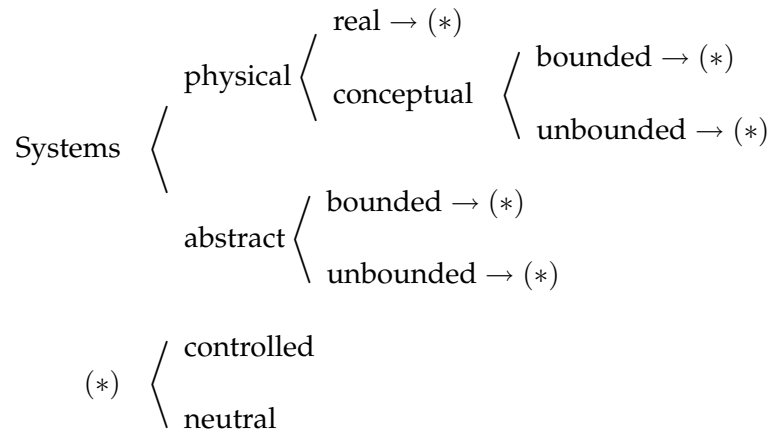 real → (∗)
physical
bounded → (∗)
conceptual
unbounded → (∗)
Systems
bounded → (∗)
abstract
unbounded → (∗)
controlled
(∗)
neutral